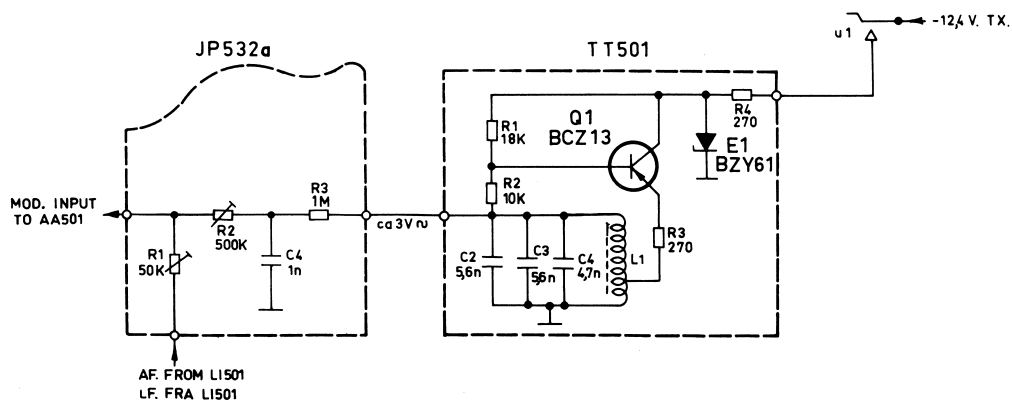 JP532a
TT501
u1
-12,4 V. TX.
R4
270
Q1
BCZ13
E1
BZY61
R1
18K
R2
10K
R3
270
MOD. INPUT
TO AA501
R3
1M
R2
500K
R1
50K
C4
1n
ca 3V ~
C2
5,6n
C3
5,6n
C4
4,7n
L1
AF. FROM LI501
LF. FRA LI501